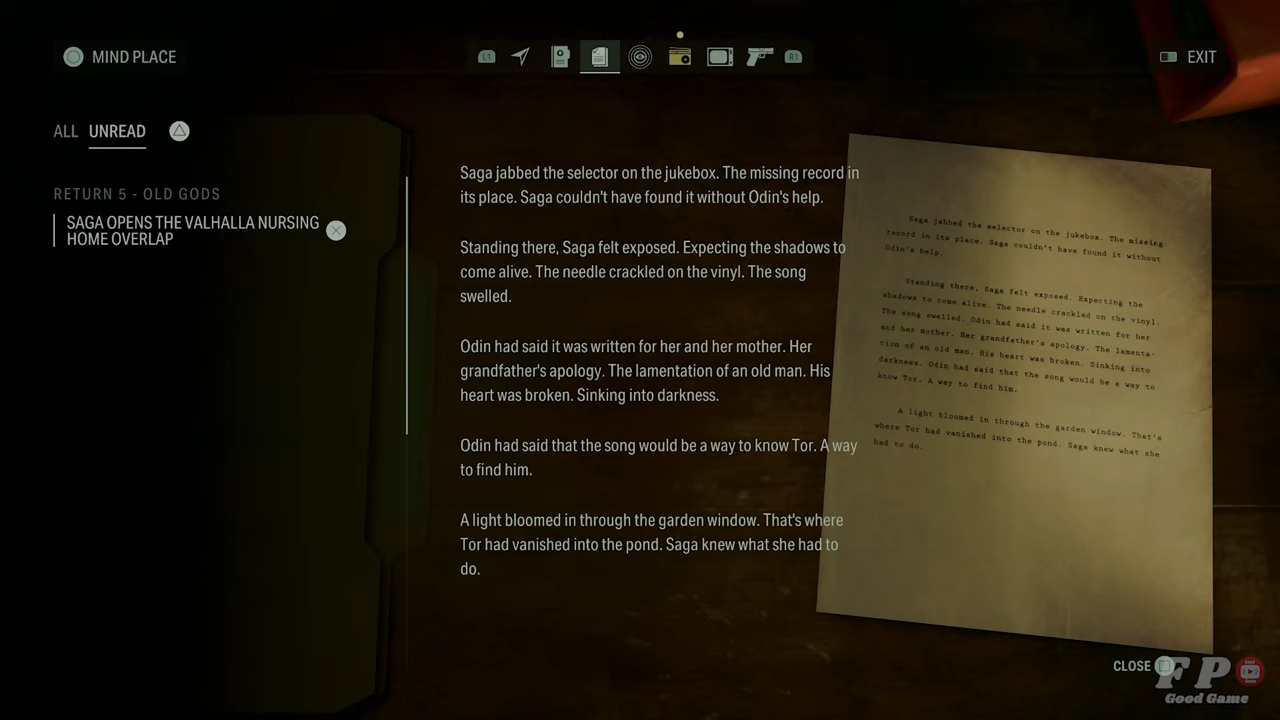 MIND PLACE
L1
R1
EXIT
ALL UNREAD
RETURN 5 - OLD GODS
SAGA OPENS THE VALHALLA NURSING
HOME OVERLAP
Saga jabbed the selector on the jukebox. The missing record in
its place. Saga couldn't have found it without Odin's help.
Standing there, Saga felt exposed. Expecting the shadows to
come alive. The needle crackled on the vinyl. The song
swelled.
Odin had said it was written for her and her mother. Her
grandfather's apology. The lamentation of an old man. His
heart was broken. Sinking into darkness.
Odin had said that the song would be a way to know Tor. A way
to find him.
A light bloomed in through the garden window. That's where
Tor had vanished into the pond. Saga knew what she had to
do.
Saga jabbed the selector on the jukebox. The missing
record in its place. Saga couldn't have found it without
Odin's help.
Standing there, Saga felt exposed. Expecting the
shadows to come alive. The needle crackled on the vinyl.
The song swelled. Odin had said it was written for her
and her mother. Her grandfather's apology. The lamenta-
tion of an old man. His heart was broken. Sinking into
darkness. Odin had said that the song would be a way to
know Tor. A way to find him.
A light bloomed in through the garden window. That's
where Tor had vanished into the pond. Saga knew what she
had to do.
CLOSE
FP
Good Game